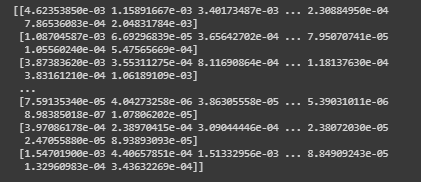 [[4.62353850e-03 1.15891667e-03 3.40173487e-03 ... 2.30884950e-04
7.86536083e-04 2.04831784e-03]
[1.08704587e-03 6.69296839e-05 3.65642702e-04 ... 7.95070741e-05
1.05560240e-04 5.47565669e-04]
[3.87383620e-03 3.55311275e-04 8.11690864e-04 ... 1.18137630e-04
3.83161210e-04 1.06189109e-03]
...
[7.59135340e-05 4.04273258e-06 3.86305558e-05 ... 5.39031011e-06
8.98385018e-07 1.07806202e-05]
[3.97086178e-04 2.38970415e-04 3.09044446e-04 ... 2.38072030e-05
2.47055880e-05 8.93893093e-05]
[1.54701900e-03 4.40657851e-04 1.51332956e-03 ... 8.84909243e-05
1.32960983e-04 3.43632269e-04]]